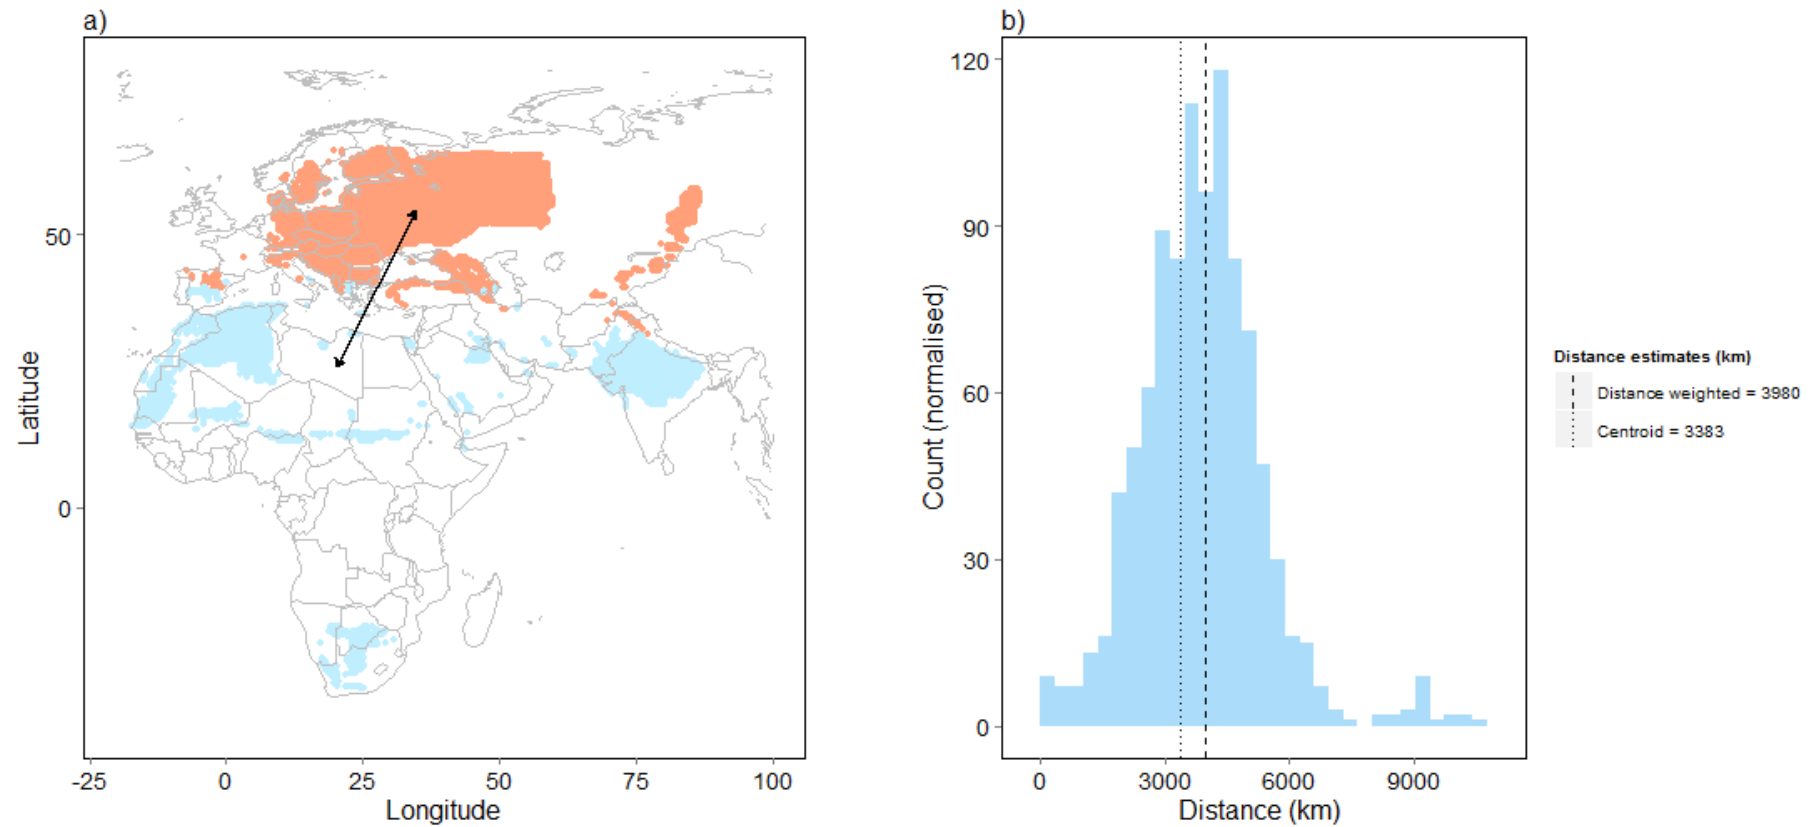 a)
50
0
Latitude
-25
0
25
50
75
100
Longitude
b)
120
90
60
30
0
Count (normalised)
0
3000
6000
9000
Distance (km)
Distance estimates (km)
Distance weighted = 3980
Centroid = 3383